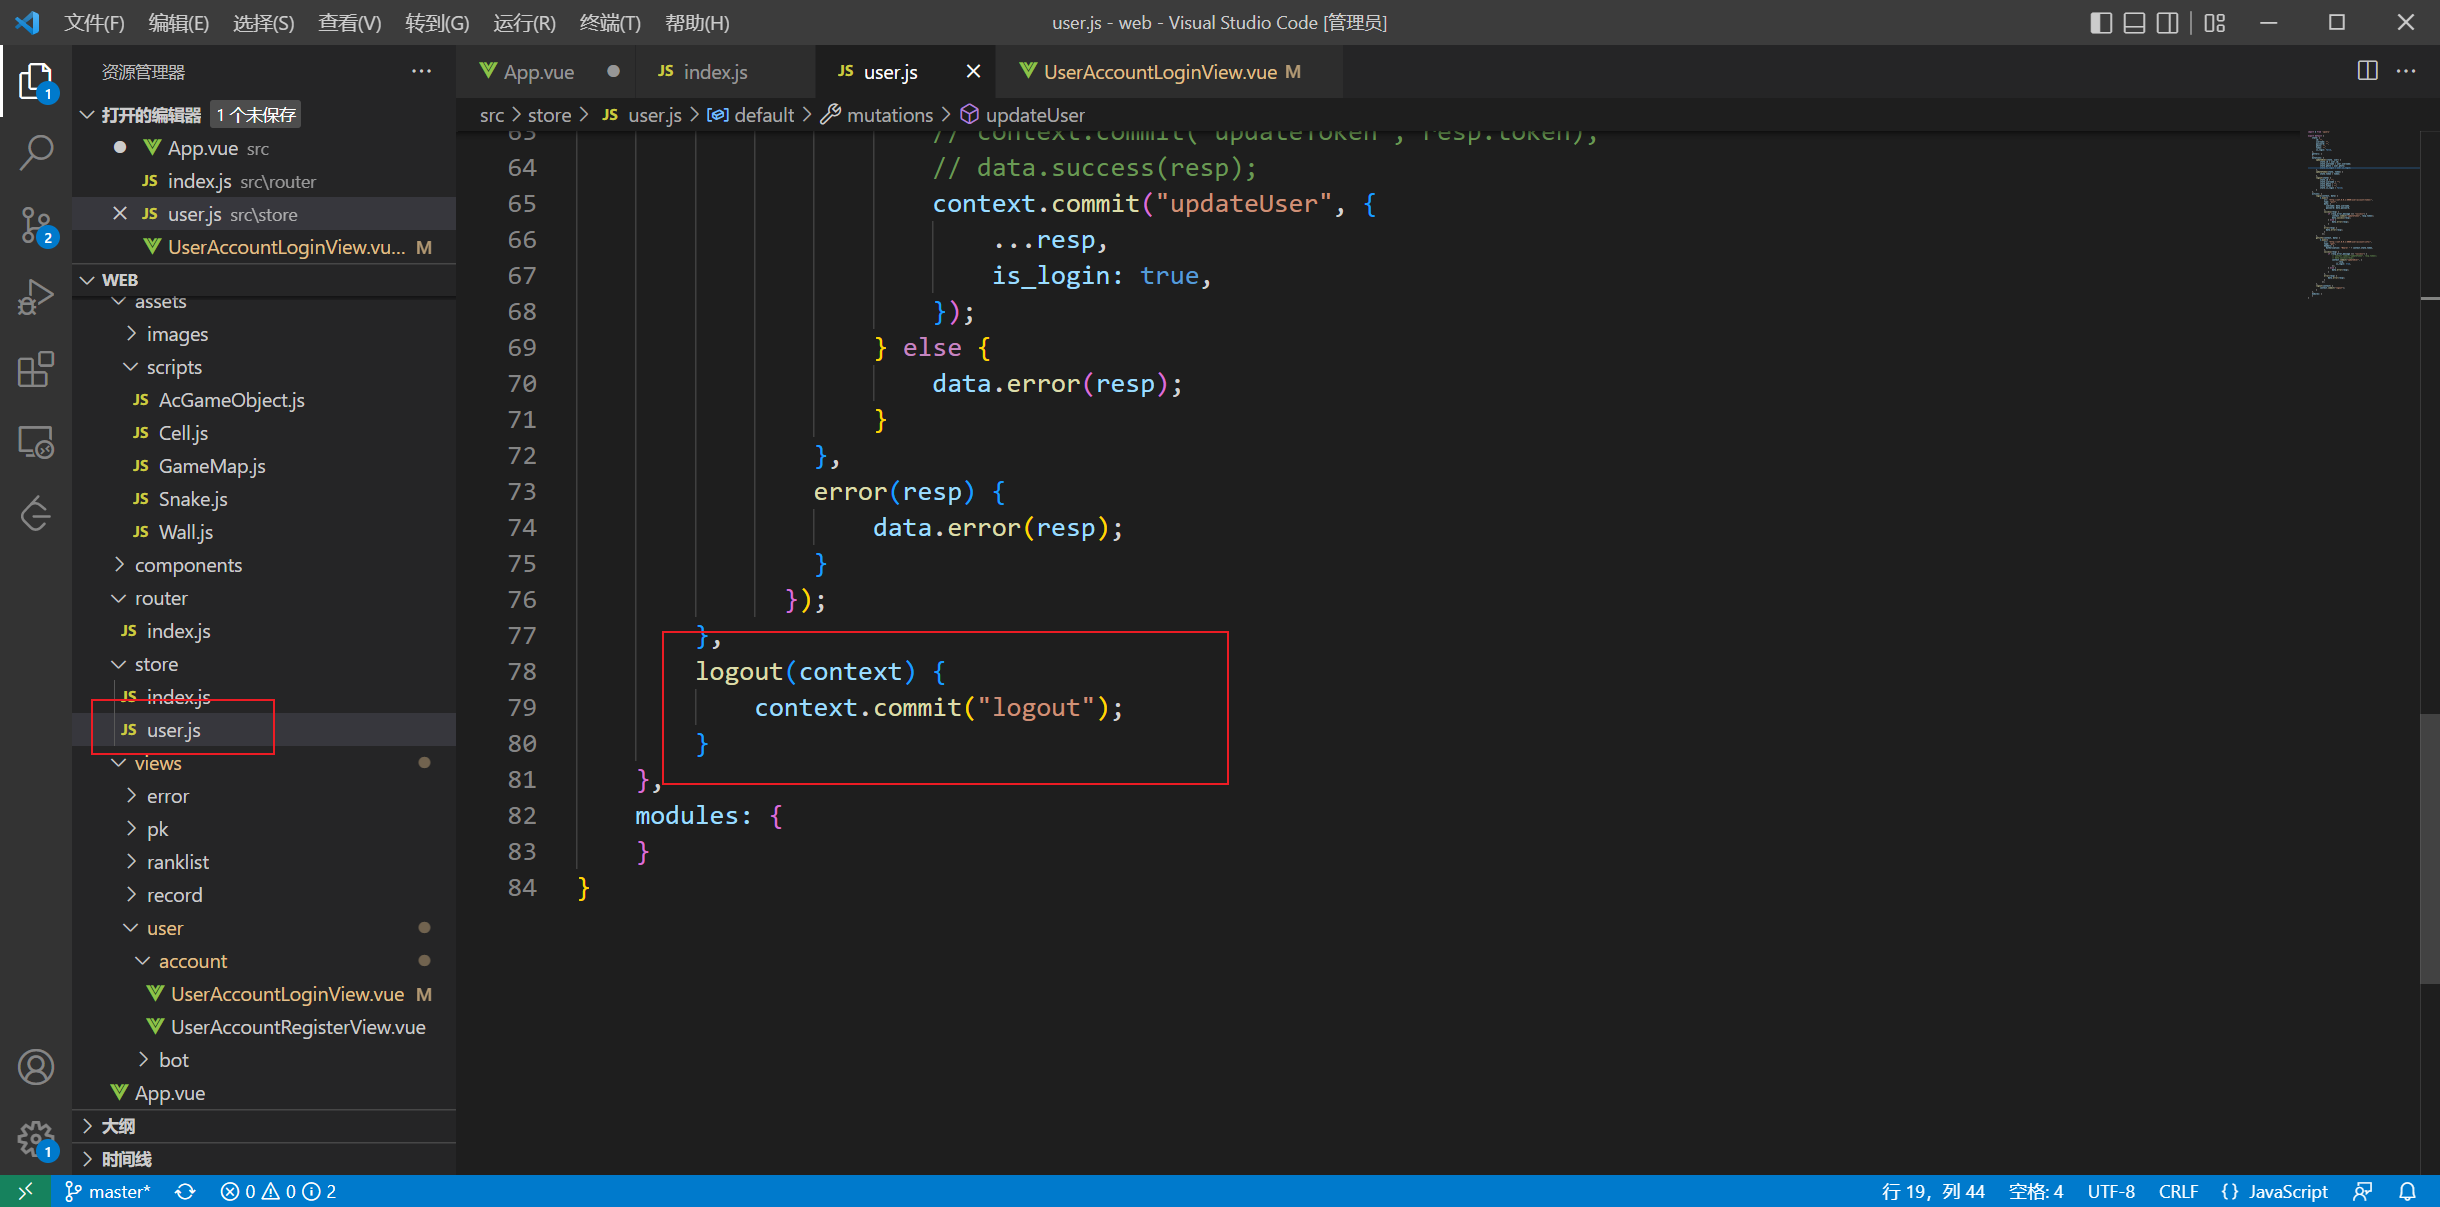 文件(F) 编辑(E) 选择(S) 查看(V) 转到(G) 运行(R) 终端(T) 帮助(H) user.js - web - Visual Studio Code [管理员]
资源管理器
打开的编辑器 1 个未保存
App.vue src
JS index.js src\router
JS user.js src\store
UserAccountLoginView.vu... M
WEB
assets
images
scripts
JS AcGameObject.js
JS Cell.js
JS GameMap.js
JS Snake.js
JS Wall.js
components
router
JS index.js
store
JS index.js
JS user.js
views
error
pk
ranklist
record
user
account
UserAccountLoginView.vue M
UserAccountRegisterView.vue
bot
App.vue
大纲
时间线
1
2
1
App.vue JS index.js JS user.js UserAccountLoginView.vue M
src > store > JS user.js > default > mutations > updateUser
63 // context.commit("updateToken", resp.token);
64 // data.success(resp);
65 context.commit("updateUser", {
66 ...resp,
67 is_login: true,
68 });
69 } else {
70 data.error(resp);
71 }
72 },
73 error(resp) {
74 data.error(resp);
75 }
76 });
77 },
78 logout(context) {
79 context.commit("logout");
80 }
81 },
82 modules: {
83 }
84 }
master* 0 0 2 行 19，列 44 空格: 4 UTF-8 CRLF {} JavaScript